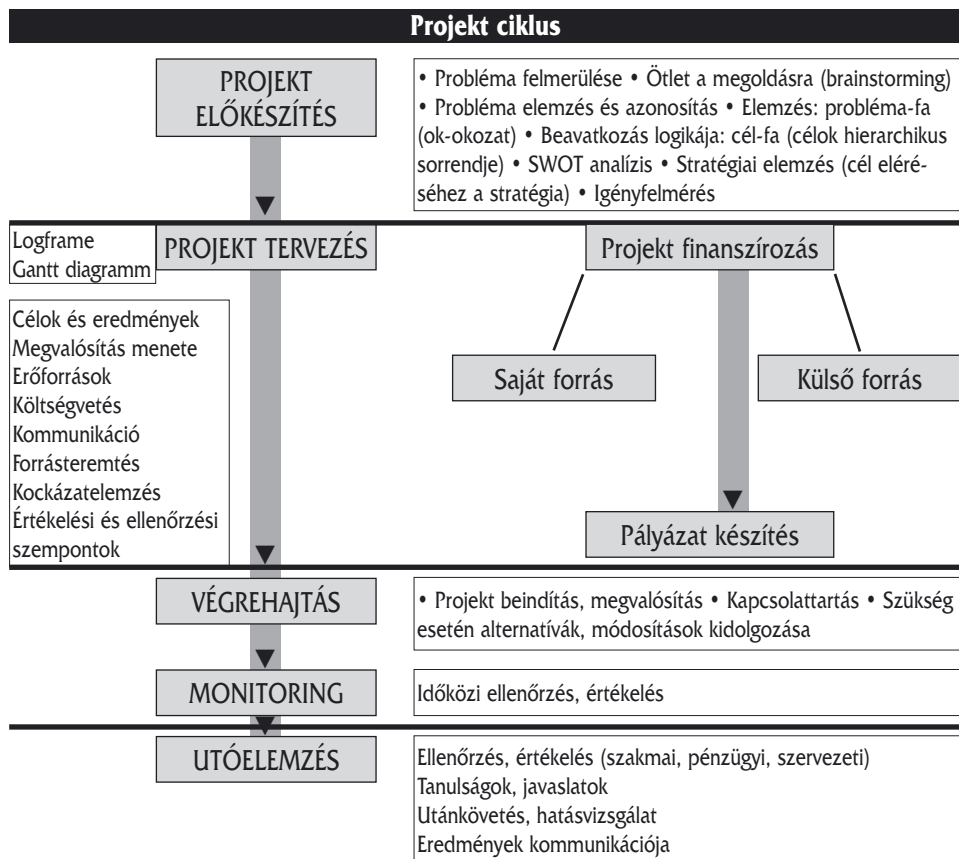 Projekt ciklus
PROJEKT
ELŐKÉSZÍTÉS
• Probléma felmerülése • Ötlet a megoldásra (brainstorming)
• Probléma elemzés és azonosítás • Elemzés: probléma-fa
(ok-okozat) • Beavatkozás logikája: cél-fa (célok hierarchikus
sorrendje) • SWOT analízis • Stratégiai elemzés (cél eléré-
séhez a stratégia) • Igényfelmérés
Logframe
Gantt diagramm
PROJEKT TERVEZÉS
Projekt finanszírozás
Célok és eredmények
Megvalósítás menete
Erőforrások
Költségvetés
Kommunikáció
Forrásteremtés
Kockázatelemzés
Értékelési és ellenőrzési
szempontok
Saját forrás
Külső forrás
Pályázat készítés
VÉGREHAJTÁS
• Projekt beindítás, megvalósítás • Kapcsolattartás • Szükség
esetén alternatívák, módosítások kidolgozása
MONITORING
Időközi ellenőrzés, értékelés
UTÓELEMZÉS
Ellenőrzés, értékelés (szakmai, pénzügyi, szervezeti)
Tanulságok, javaslatok
Utánkövetés, hatásvizsgálat
Eredmények kommunikációja